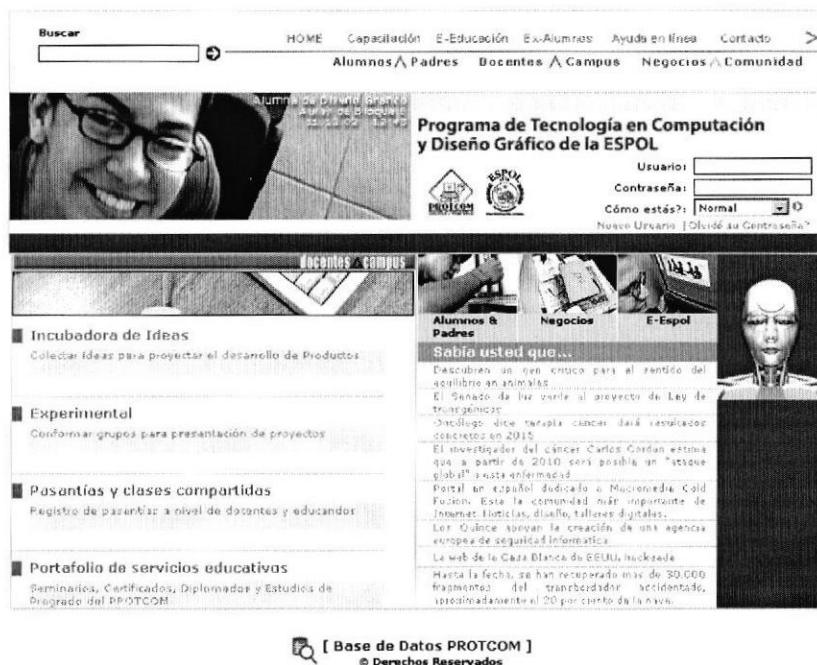 Buscar
HOME Capacitación E-Educación Ex-Alumnos Ayuda en línea Contacto >
Alumnos Λ Padres Docentes Λ Campus Negocios Λ Comunidad
Alumna de Diseño Gráfico
Programa de Tecnología en Computación
y Diseño Gráfico de la ESPOL
PROTCOM
ESPOL
Usuario:
Contraseña:
Cómo estás?: Normal
Nuevo Usuario | Olvidó su Contraseña?
docentes Λ campus
Incubadora de Ideas
Colectar ideas para proyectar el desarrollo de Productos
Experimental
Conformar grupos para presentación de proyectos
Pasantías y clases compartidas
Registro de pasantías a nivel de docentes y educandos
Portafolio de servicios educativos
Seminarios, Certificados, Diplomados y Estudios de
Pregrado del PROTCOM
Alumnos &
Padres
Negocios
E-Espol
Sabía usted que...
Descubren un gen crítico para el sentido del
equilibrio en animales
El Senado da luz verde al proyecto de Ley de
transgénicos
Oncólogo dice terapia cáncer dará resultados
concretos en 2015
El investigador del cáncer Carlos Cordon estima
que a partir de 2010 será posible un "ataque
global" a esta enfermedad
Portal en español dedicado a Macromedia Cold
Fusion. Esta la comunidad más importante de
Internet. Noticias, diseño, talleres digitales.
Los Quince apoyan la creación de una agencia
europea de seguridad informática
La web de la Casa Blanca de EEUU, hackeada
Hasta la fecha, se han recuperado más de 30.000
fragmentos del transbordador accidentado,
aproximadamente el 20 por ciento de la nave.
[ Base de Datos PROTCOM ]
© Derechos Reservados